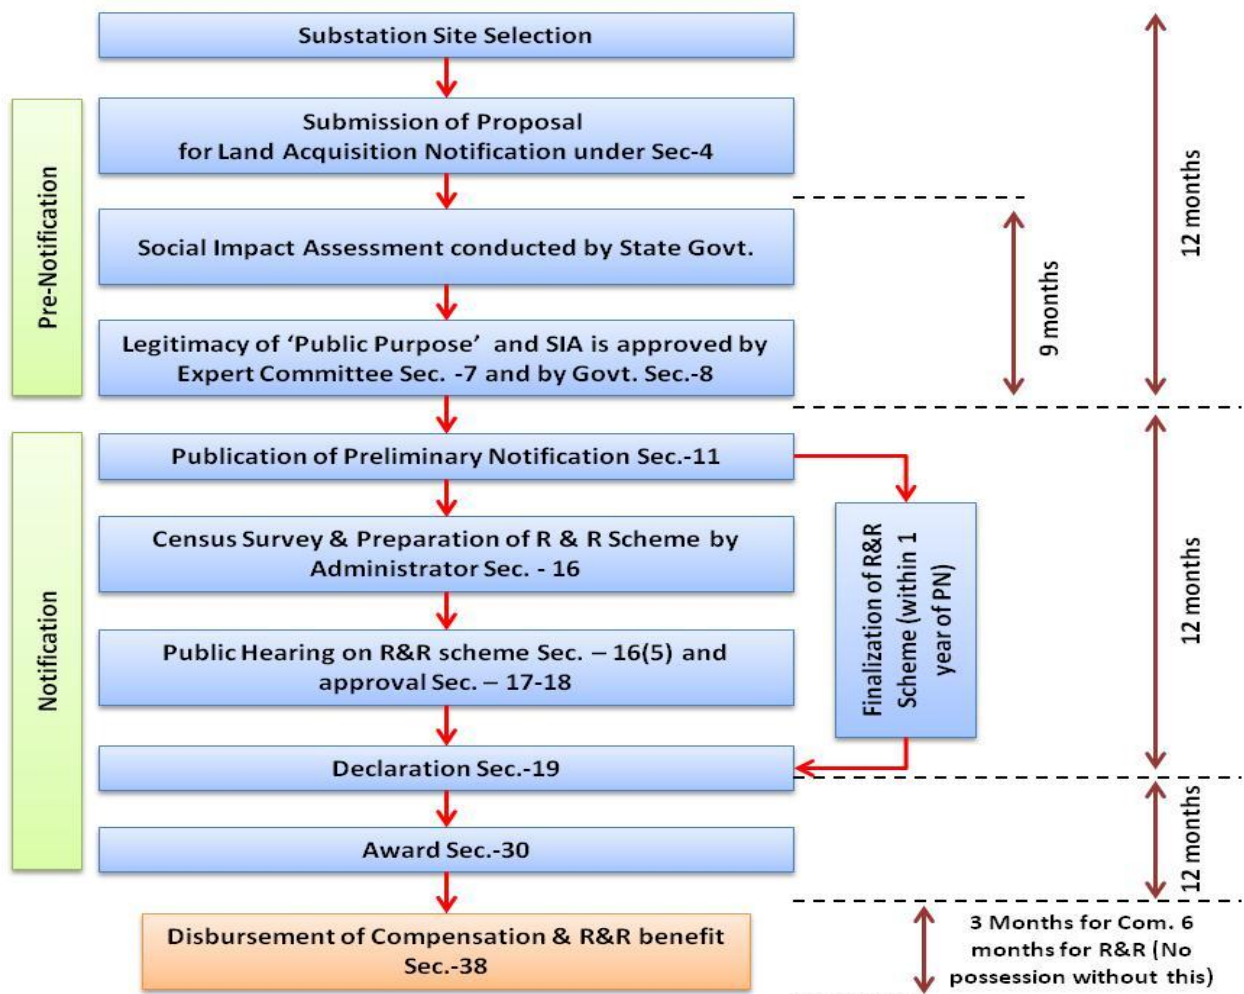 Substation Site Selection
Submission of Proposal
for Land Acquisition Notification under Sec-4
Social Impact Assessment conducted by State Govt.
Legitimacy of ‘Public Purpose’ and SIA is approved by
Expert Committee Sec. -7 and by Govt. Sec.-8
Pre-Notification
9 months
12 months
Publication of Preliminary Notification Sec.-11
Census Survey & Preparation of R & R Scheme by
Administrator Sec. - 16
Public Hearing on R&R scheme Sec. – 16(5) and
approval Sec. – 17-18
Declaration Sec.-19
Award Sec.-30
Notification
Finalization of R&R
Scheme (within 1
year of PN)
12 months
12 months
Disbursement of Compensation & R&R benefit
Sec.-38
3 Months for Com. 6
months for R&R (No
possession without this)